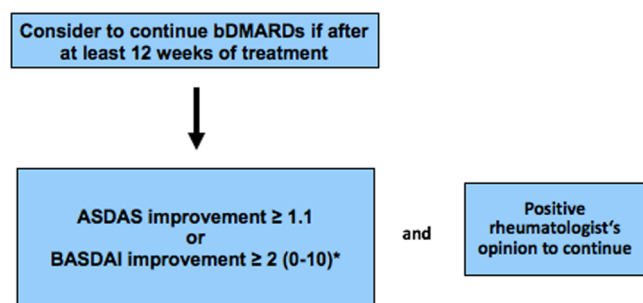 Consider to continue bDMARDs if after
at least 12 weeks of treatment
ASDAS improvement ≥ 1.1
or
BASDAI improvement ≥ 2 (0-10)*
and
Positive
rheumatologist‘s
opinion to continue